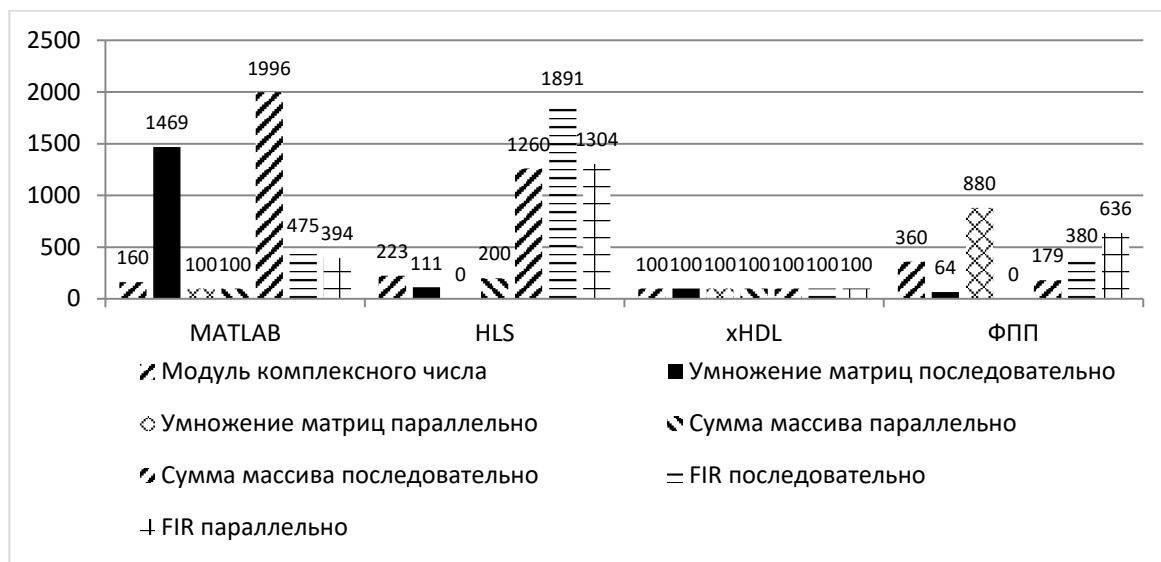 2500
2000
1500
1000
500
0
160 1469 100 100 1996 475 394
223 111 0 200 1260 1891 1304
100 100 100 100 100 100 100
360 64 880 0 179 380 636
MATLAB HLS xHDL ФПП
Модуль комплексного числа Умножение матриц последовательно
Умножение матриц параллельно Сумма массива параллельно
Сумма массива последовательно FIR последовательно
FIR параллельно